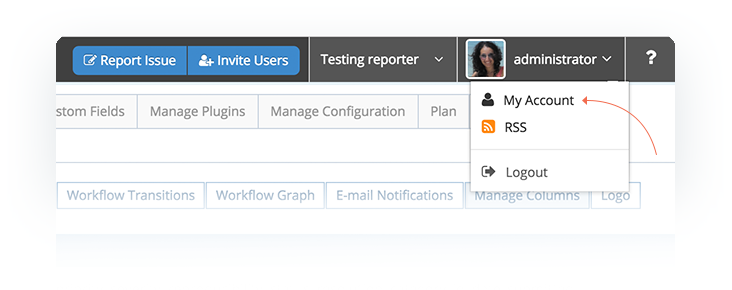 Report Issue Invite Users Testing reporter administrator ?
stom Fields Manage Plugins Manage Configuration Plan
My Account
RSS
Logout
Workflow Transitions Workflow Graph E-mail Notifications Manage Columns Logo